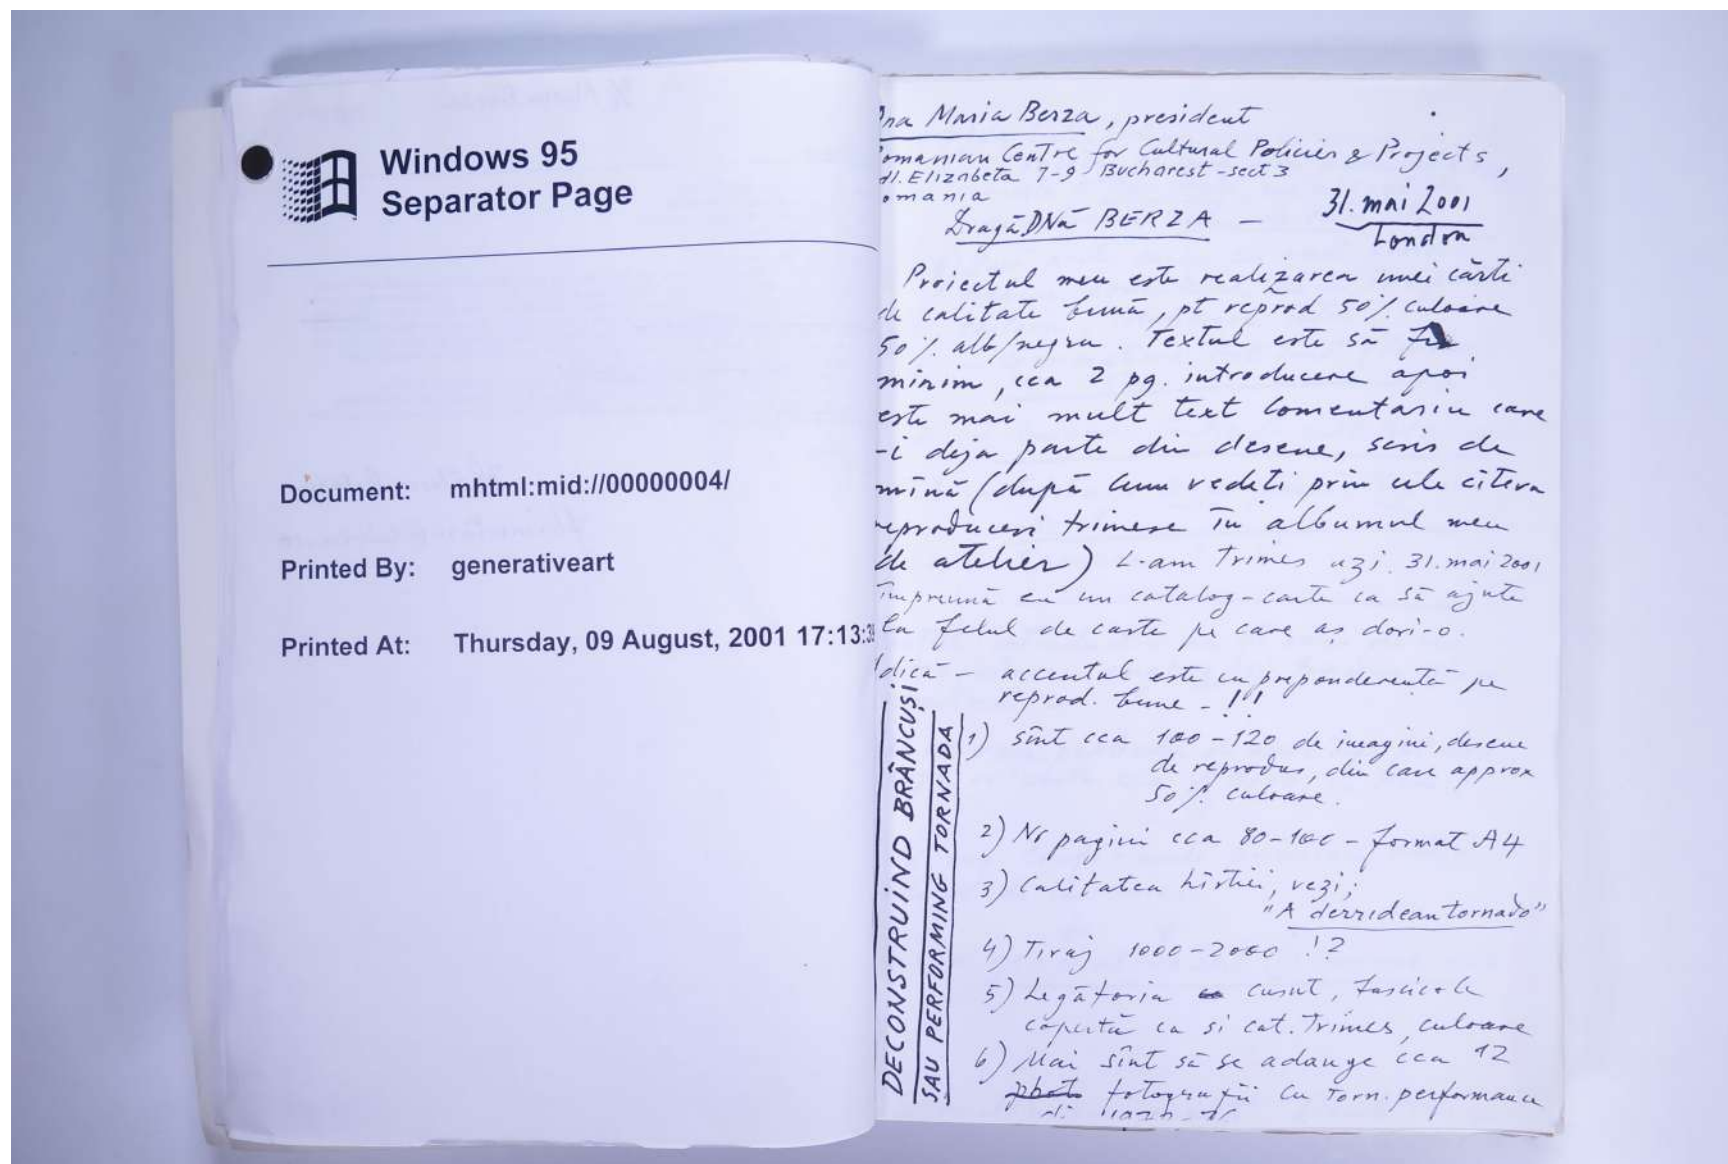 Windows 95
Separator Page
Document: mhtml:mid://00000004/
Printed By: generativeart
Printed At: Thursday, 09 August, 2001 17:13:3
na Maria Berza, president
omanian Centre for Cultural Policies & Projects,
dl. Elizabeta 7-9 Bucharest - sect 3
omania
31. mai 2001
London
Dragă DNă BERZA -
Proiectul meu este realizarea unei cărti
de calitate bună, pt reprod 50% culoare
50% alb/negru. Textul este să fie
minim, cca 2 pg. introducere apoi
este mai mult text comentariu care
-i deja parte din desene, scris de
mînă (după cum vedeti prin cele citeva
reproduceri trimese în albumul meu
de atelier) L-am trimes azi. 31. mai 2001
împreună cu un catalog-carte ca să ajute
la felul de carte pe care aș dori-o.
dică - accentul este cu preponderentă pe
reprod. bune - !!!
DECONSTRUIND BRÂNCUȘI
SAU PERFORMING TORNADA
1) sînt cca 100-120 de imagini, desene
de reprodus, din care approx
50% culoare.
2) Nr pagini cca 80-100 - format A4
3) Calitatea hîrtiei, vezi;
"A derridean tornado"
4) Tiraj 1000-2000 !?
5) Legătoria cusut, fascicole
copertă ca si cat. trimes, culoare
6) Mai sînt să se adauge cca 12
phot fotografii cu Torn. performance